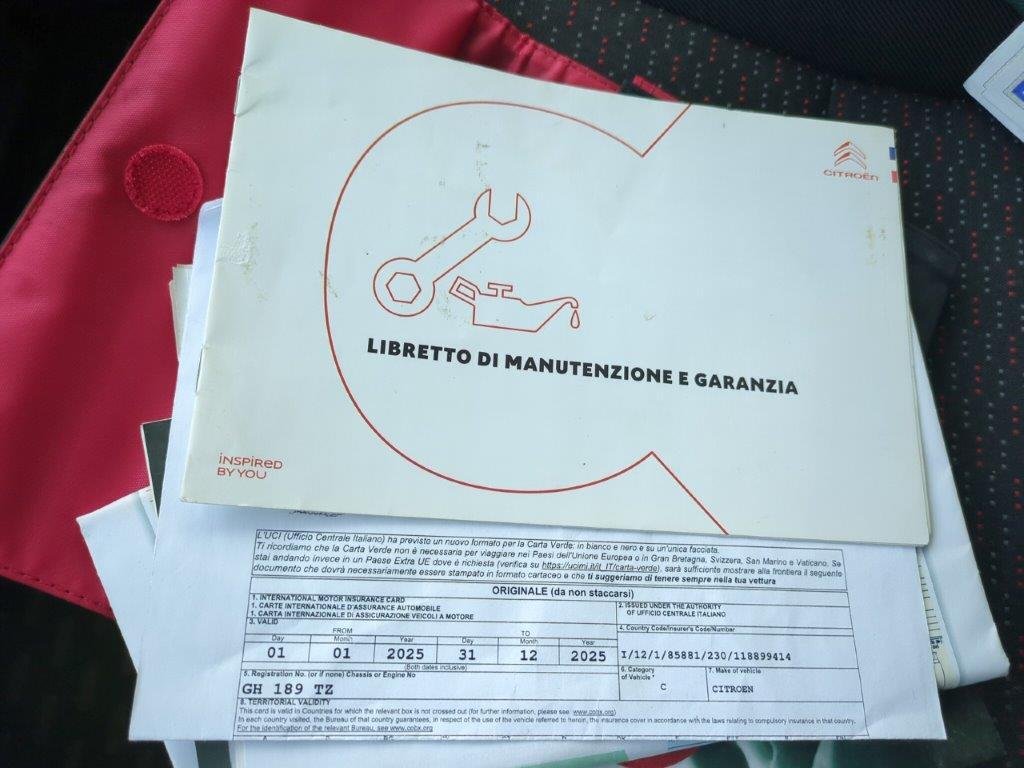 CITROËN
LIBRETTO DI MANUTENZIONE E GARANZIA
INSPIRED
BY YOU
L'UCI (Ufficio Centrale Italiano) ha previsto un nuovo formato per la Carta Verde: in bianco e nero e su un'unica facciata.
Ti ricordiamo che la Carta Verde non è necessaria per viaggiare nei Paesi dell'Unione Europea o in Gran Bretagna, Svizzera, San Marino e Vaticano. Se
stai andando invece in un Paese Extra UE dove è richiesta (verifica su https://ucimi.it/it_IT/carta-verde), sarà sufficiente mostrare alla frontiera il seguente
documento che dovrà necessariamente essere stampato in formato cartaceo e che ti suggeriamo di tenere sempre nella tua vettura
ORIGINALE (da non staccarsi)
1. INTERNATIONAL MOTOR INSURANCE CARD
1. CARTE INTERNATIONALE D'ASSURANCE AUTOMOBILE
1. CARTA INTERNAZIONALE DI ASSICURAZIONE VEICOLI A MOTORE
2. ISSUED UNDER THE AUTHORITY
OF UFFICIO CENTRALE ITALIANO
3. VALID
FROM TO
Day Month Year Day Month Year
01 01 2025 31 12 2025
(Both dates inclusive)
4. Country Code/Insurer's Code/Number
I/12/1/85881/230/118899414
5. Registration No. (or if none) Chassis or Engine No
GH 189 TZ
6. Category
of Vehicle *
C
7. Make of vehicle
CITROEN
8. TERRITORIAL VALIDITY
This card is valid in Countries for which the relevant box is not crossed out (for further information, please see www.cobx.org)
In each country visited, the Bureau of that country guarantees, in respect of the use of the vehicle referred to herein, the insurance cover in accordance with the laws relating to compulsory insurance in that country.
For the identification of the relevant Bureau, see www.cobx.org